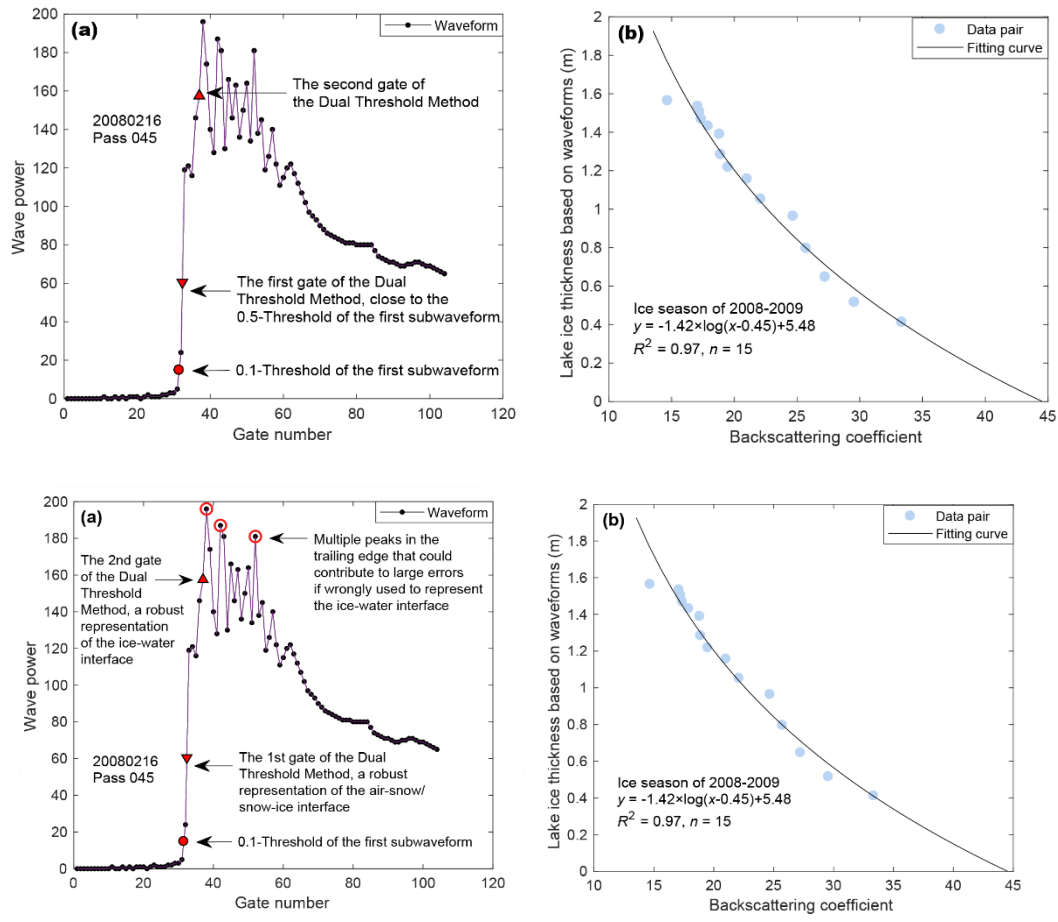 (a)
Waveform
200
180
160
140
120
100
80
60
40
20
0
Wave power
The second gate of
the Dual Threshold Method
20080216
Pass 045
The first gate of the Dual
Threshold Method, close to the
0.5-Threshold of the first subwaveform
0.1-Threshold of the first subwaveform
0 20 40 60 80 100 120
Gate number
(b)
Data pair
Fitting curve
2
1.8
1.6
1.4
1.2
1
0.8
0.6
0.4
0.2
0
Lake ice thickness based on waveforms (m)
Ice season of 2008-2009
y = -1.42×log(x-0.45)+5.48
R² = 0.97, n = 15
10 15 20 25 30 35 40 45
Backscattering coefficient
(a)
Waveform
200
180
160
140
120
100
80
60
40
20
0
Wave power
The 2nd gate
of the Dual
Threshold
Method, a robust
representation
of the ice-water
interface
Multiple peaks in the
trailing edge that could
contribute to large errors
if wrongly used to represent
the ice-water interface
20080216
Pass 045
The 1st gate of the Dual
Threshold Method, a robust
representation of the air-snow/
snow-ice interface
0.1-Threshold of the first subwaveform
0 20 40 60 80 100 120
Gate number
(b)
Data pair
Fitting curve
2
1.8
1.6
1.4
1.2
1
0.8
0.6
0.4
0.2
0
Lake ice thickness based on waveforms (m)
Ice season of 2008-2009
y = -1.42×log(x-0.45)+5.48
R² = 0.97, n = 15
10 15 20 25 30 35 40 45
Backscattering coefficient